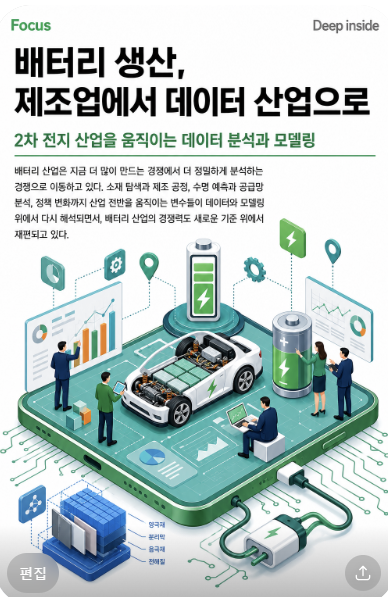 Focus
Deep inside
배터리 생산,
제조업에서 데이터 산업으로
2차 전지 산업을 움직이는 데이터 분석과 모델링
배터리 산업은 지금 더 많이 만드는 경쟁에서 더 정밀하게 분석하는
경쟁으로 이동하고 있다. 소재 탐색과 제조 공정, 수명 예측과 공급망
분석, 정책 변화까지 산업 전반을 움직이는 변수들이 데이터와 모델링
위에서 다시 해석되면서, 배터리 산업의 경쟁력도 새로운 기준 위에서
재편되고 있다.
양극재
분리막
음극재
전해질
편집